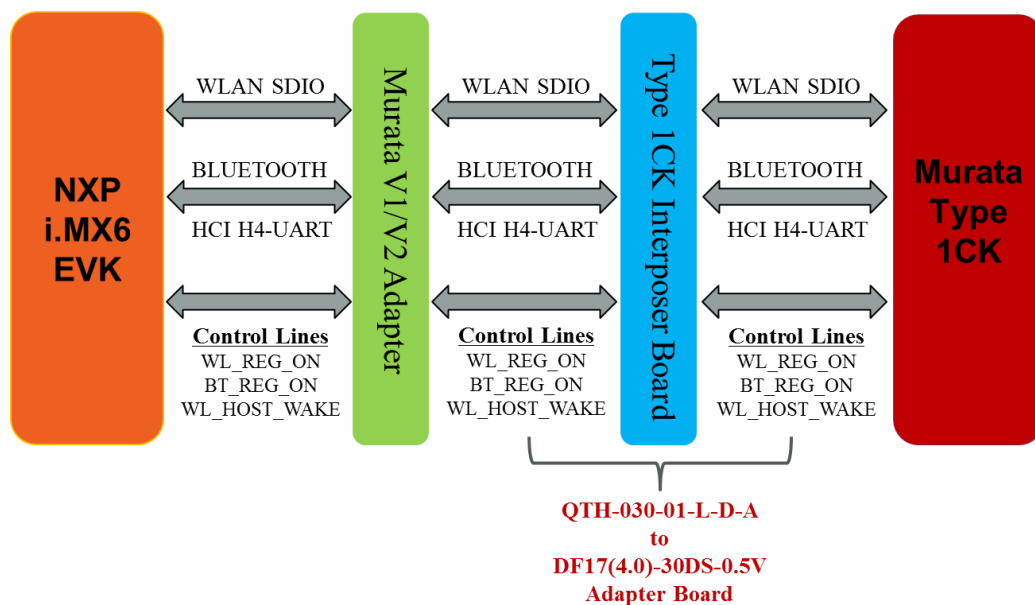 NXP
i.MX6
EVK
WLAN SDIO
BLUETOOTH
HCI H4-UART
Control Lines
WL_REG_ON
BT_REG_ON
WL_HOST_WAKE
Murata V1/V2 Adapter
WLAN SDIO
BLUETOOTH
HCI H4-UART
Control Lines
WL_REG_ON
BT_REG_ON
WL_HOST_WAKE
Type 1CK Interposer Board
WLAN SDIO
BLUETOOTH
HCI H4-UART
Control Lines
WL_REG_ON
BT_REG_ON
WL_HOST_WAKE
Murata
Type
1CK
QTH-030-01-L-D-A
to
DF17(4.0)-30DS-0.5V
Adapter Board